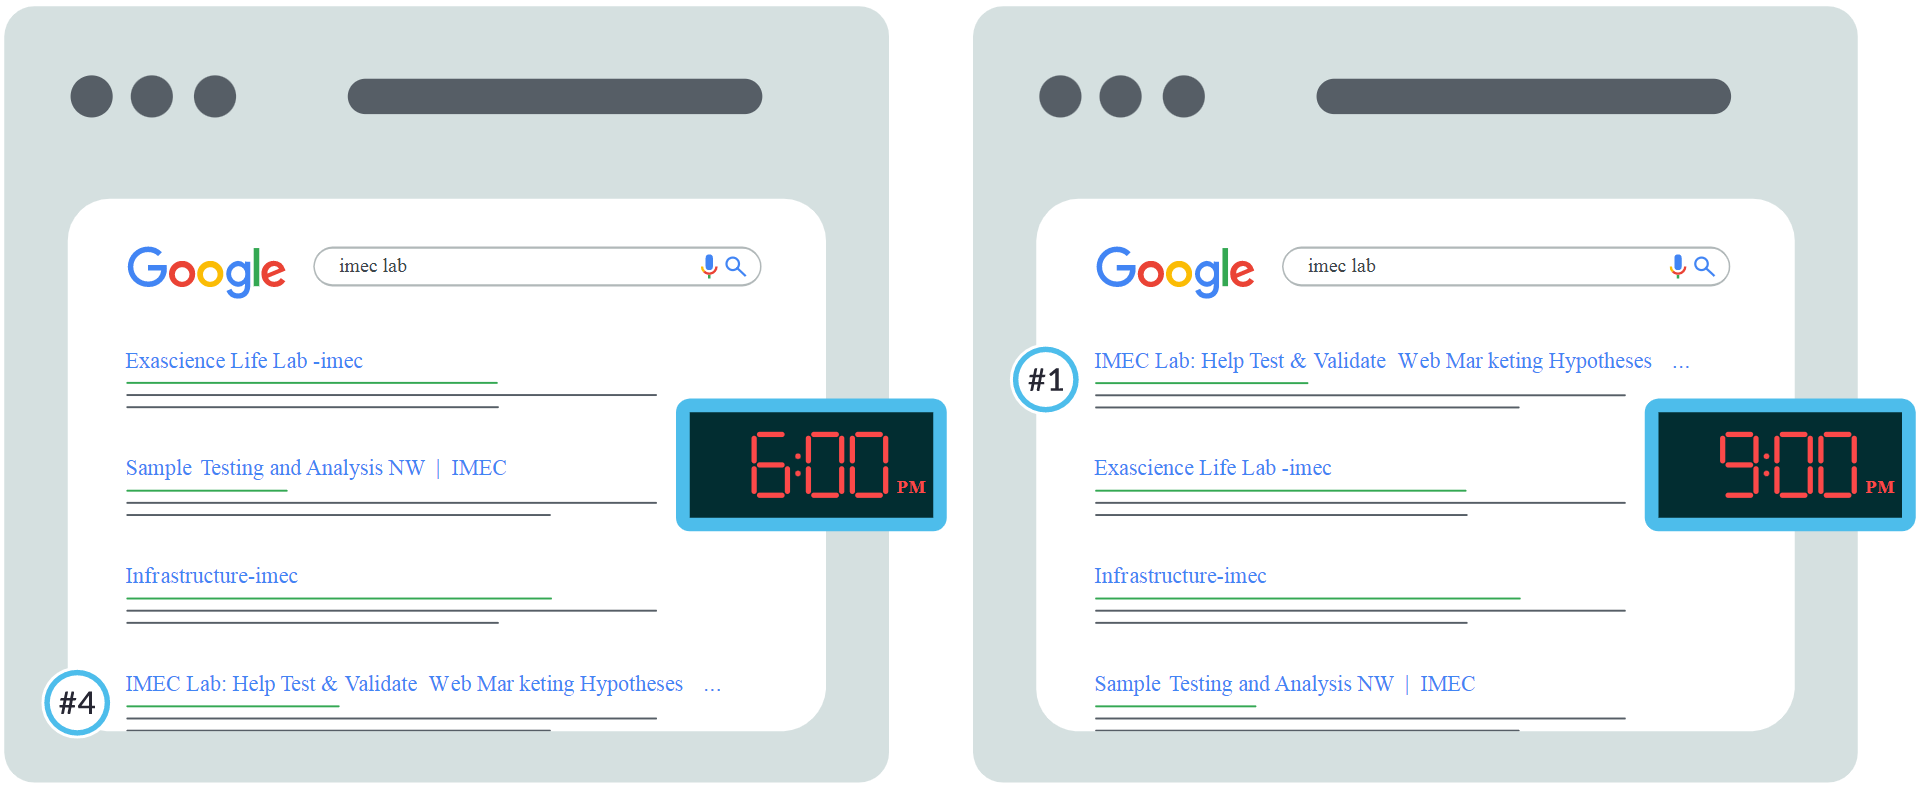 Google
imec lab
Exascience Life Lab -imec
Sample Testing and Analysis NW | IMEC
6:00 PM
Infrastructure-imec
#4
IMEC Lab: Help Test & Validate Web Mar keting Hypotheses ...
Google
imec lab
#1
IMEC Lab: Help Test & Validate Web Mar keting Hypotheses ...
Exascience Life Lab -imec
9:00 PM
Infrastructure-imec
Sample Testing and Analysis NW | IMEC